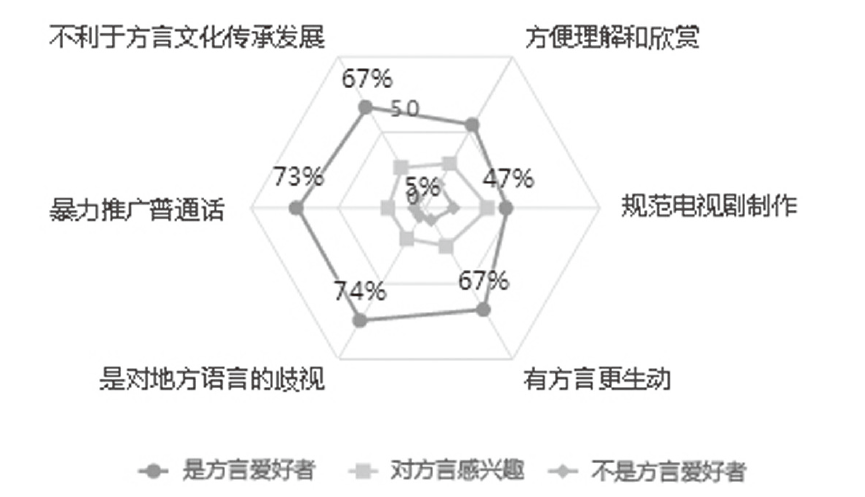 不利于方言文化传承发展
方便理解和欣赏
67%
50
73%
5%
0
47%
暴力推广普通话
规范电视剧制作
74%
67%
是对地方语言的歧视
有方言更生动
是方言爱好者
对方言感兴趣
不是方言爱好者